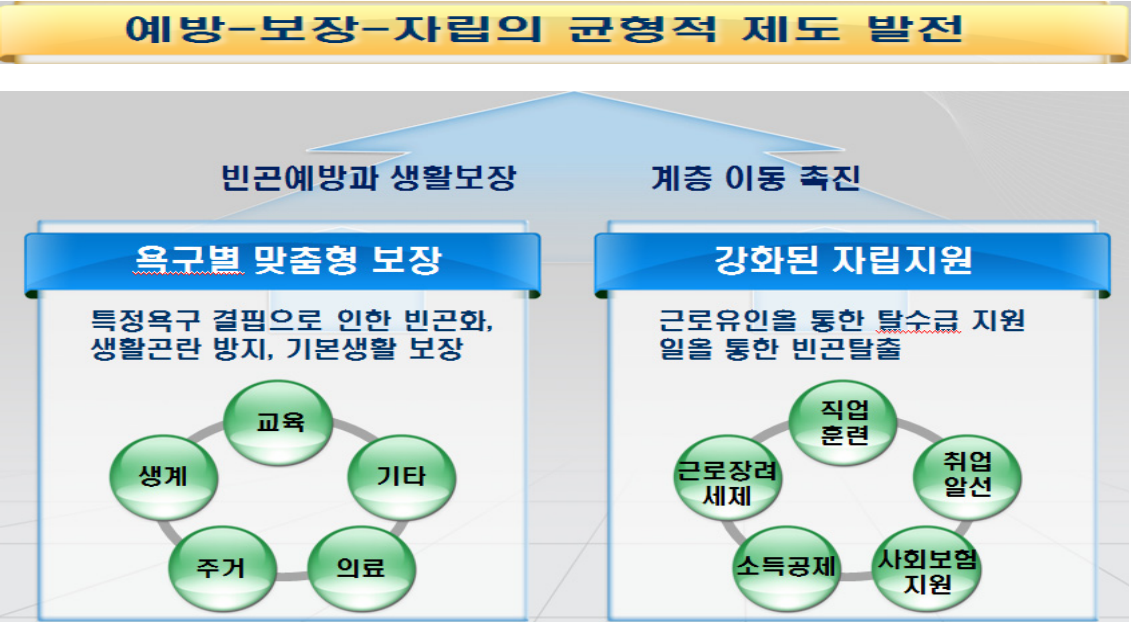 예방-보장-자립의 균형적 제도 발전
빈곤예방과 생활보장
계층 이동 촉진
욕구별 맞춤형 보장
특정욕구 결핍으로 인한 빈곤화,
생활곤란 방지, 기본생활 보장
교육
생계
기타
주거
의료
강화된 자립지원
근로유인을 통한 탈수급 지원
일을 통한 빈곤탈출
직업
훈련
근로장려
세제
취업
알선
소득공제
사회보험
지원